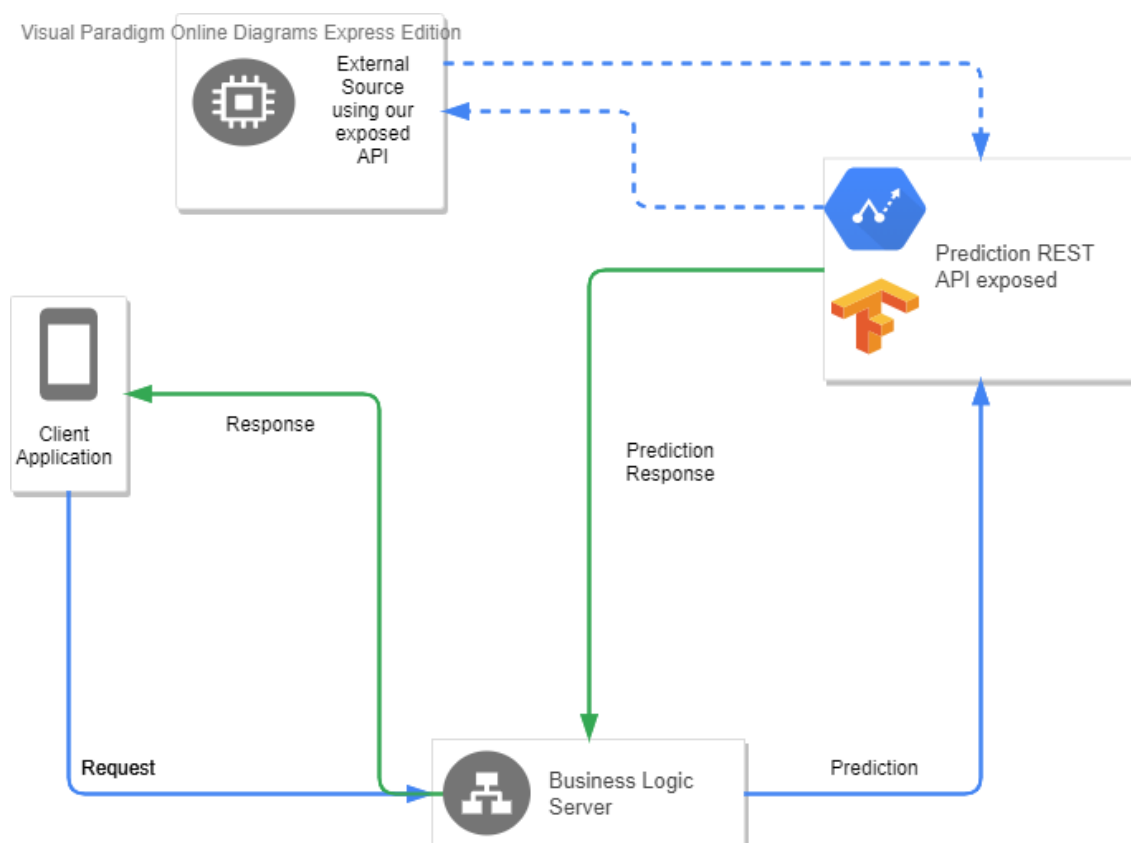 Visual Paradigm Online Diagrams Express Edition
External
Source
using our
exposed
API
Prediction REST
API exposed
Client
Application
Response
Prediction
Response
Request
Business Logic
Server
Prediction